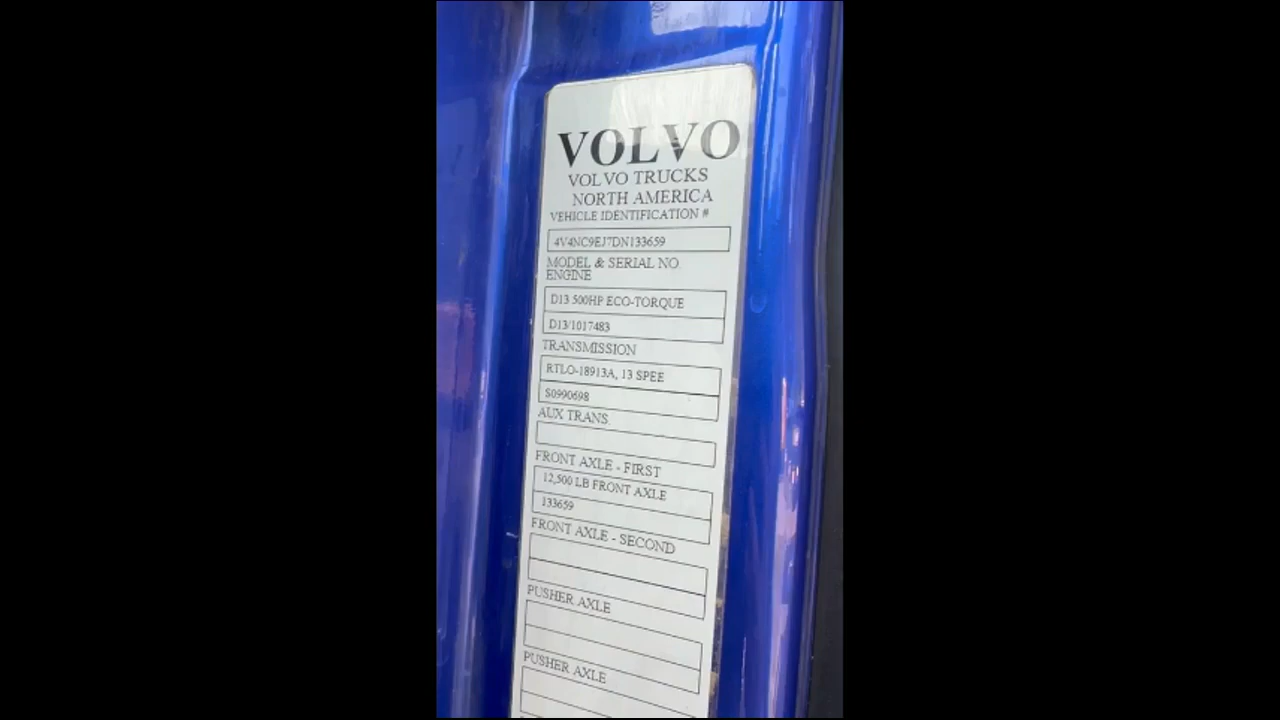 VOLVO
VOLVO TRUCKS
NORTH AMERICA
VEHICLE IDENTIFICATION #
4V4NC9EJ7DN133659
MODEL & SERIAL NO
ENGINE
D13 500HP ECO-TORQUE
D13/1017483
TRANSMISSION
RTLO-18913A, 13 SPEE
S0990698
AUX TRANS
FRONT AXLE - FIRST
12,500 LB FRONT AXLE
133659
FRONT AXLE - SECOND
PUSHER AXLE
PUSHER AXLE